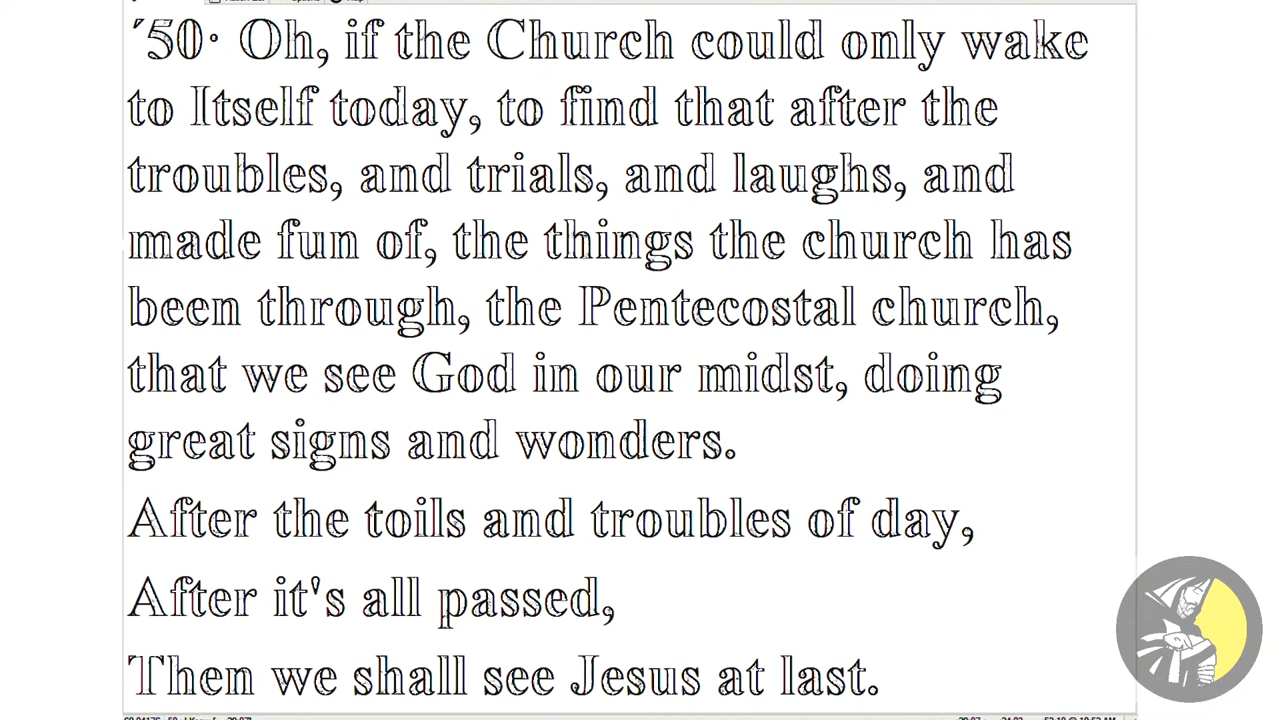 ´50· Oh, if the Church could only wake
to Itself today, to find that after the
troubles, and trials, and laughs, and
made fun of, the things the church has
been through, the Pentecostal church,
that we see God in our midst, doing
great signs and wonders.
After the toils and troubles of day,
After it's all passed,
Then we shall see Jesus at last.